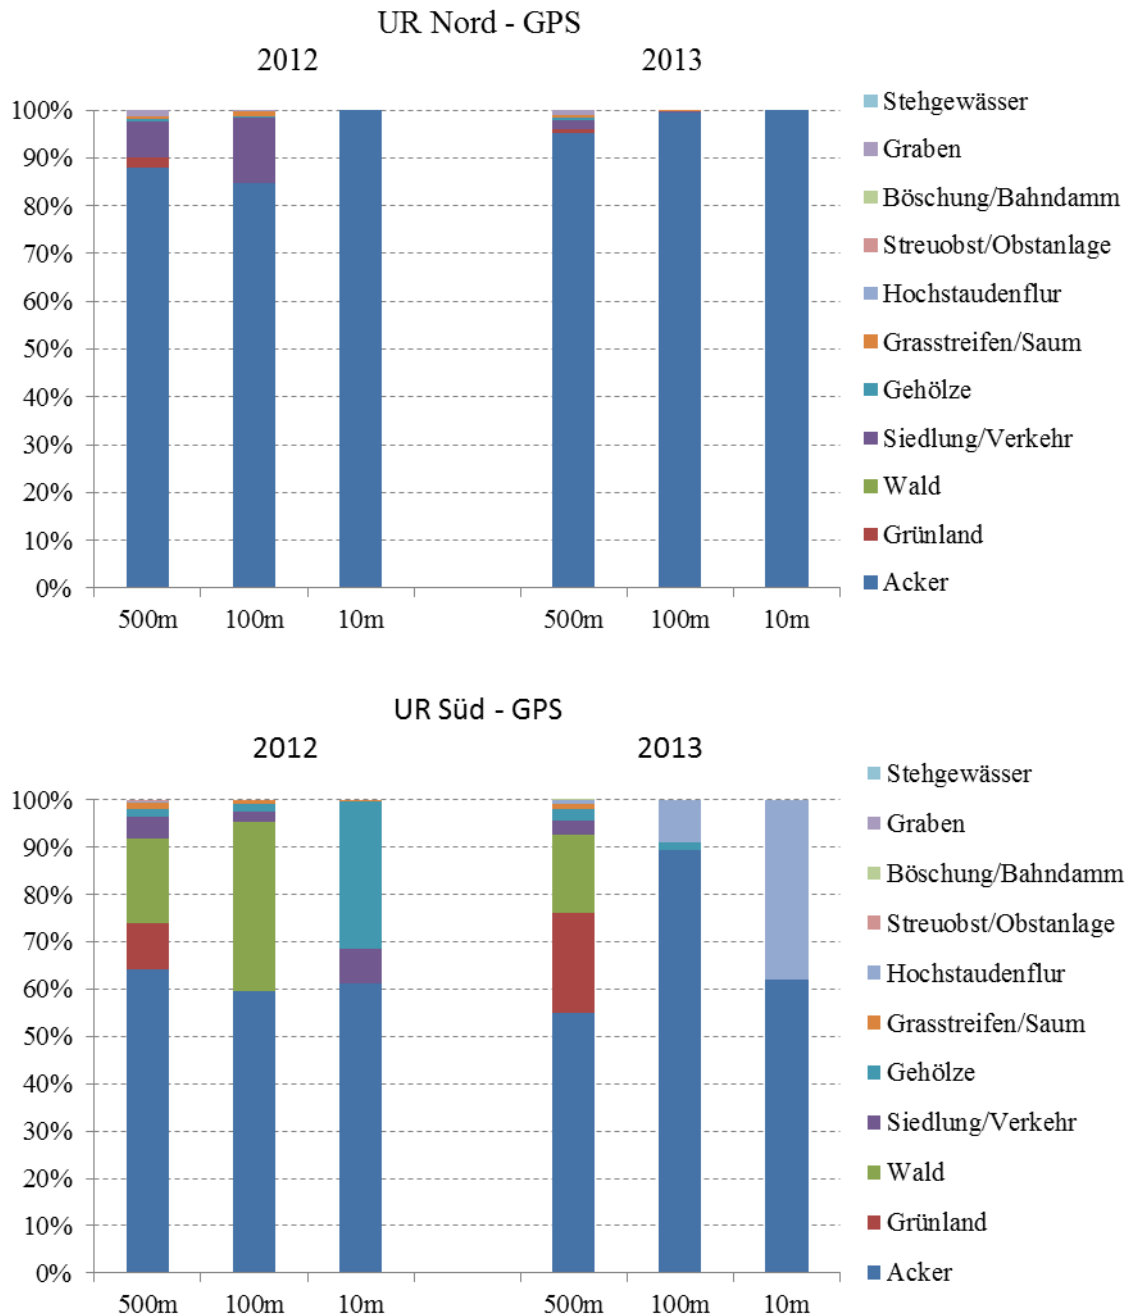 UR Nord - GPS
2012 2013
100%
90%
80%
70%
60%
50%
40%
30%
20%
10%
0%
500m 100m 10m 500m 100m 10m
Stehgewässer
Graben
Böschung/Bahndamm
Streuobst/Obstanlage
Hochstaudenflur
Grasstreifen/Saum
Gehölze
Siedlung/Verkehr
Wald
Grünland
Acker
UR Süd - GPS
2012 2013
100%
90%
80%
70%
60%
50%
40%
30%
20%
10%
0%
500m 100m 10m 500m 100m 10m
Stehgewässer
Graben
Böschung/Bahndamm
Streuobst/Obstanlage
Hochstaudenflur
Grasstreifen/Saum
Gehölze
Siedlung/Verkehr
Wald
Grünland
Acker